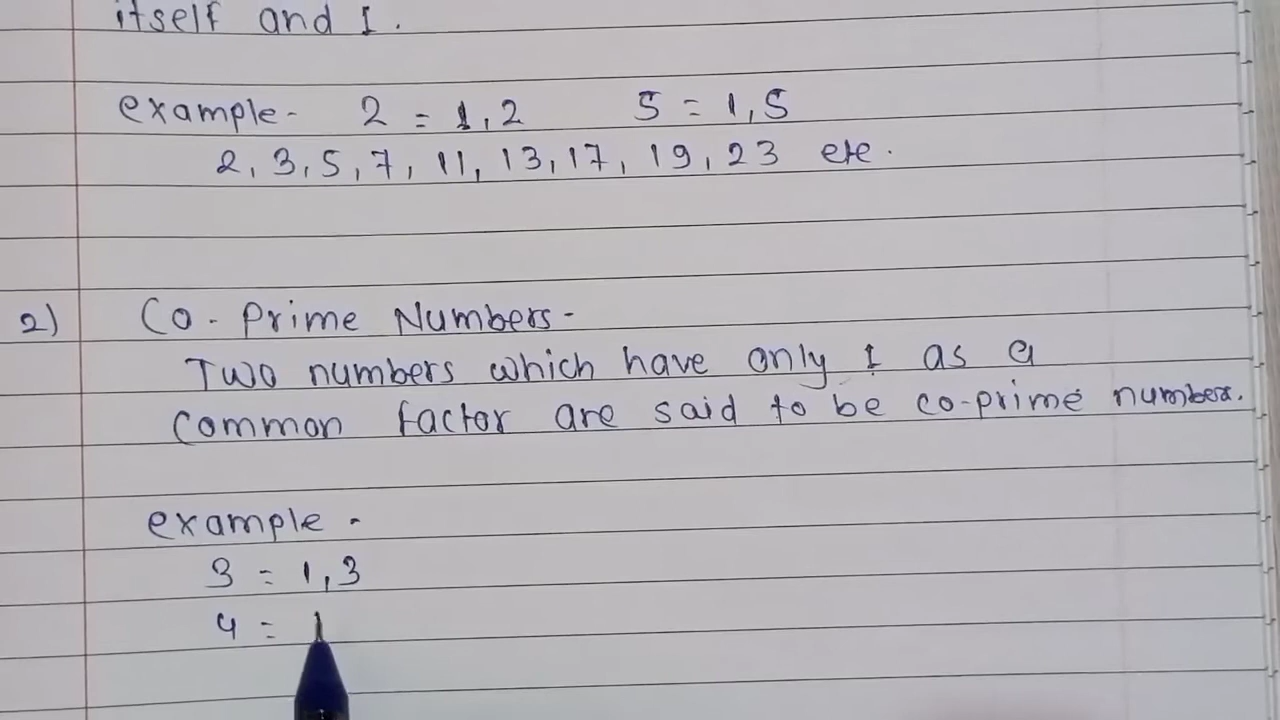 itself and 1.
example- 2 = 1, 2 5 = 1, 5
2, 3, 5, 7, 11, 13, 17, 19, 23 etc.
2) Co-Prime Numbers-
Two numbers which have only 1 as a
common factor are said to be co-prime numbers.
example -
3 = 1, 3
4 = 1